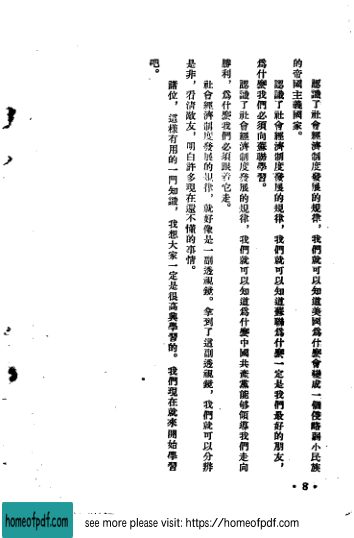 認識了社會經濟制度發展的規律，我們就可以知道美國爲什麼會變成一個侵略弱小民族
的帝國主義國家。
認識了社會經濟制度發展的規律，我們就可以知道蘇聯爲什麼一定是我們最好的朋友，
爲什麼我們必須向蘇聯學習。
認識了社會經濟制度發展的規律，我們就可以知道爲什麼中國共產黨能够領導我們走向
勝利，爲什麼我們必須跟着它走。
社會經濟制度發展的規律，就好像是一副透視鏡。拿到了這副透視鏡，我們就可以分辨
是非，看清敵友，明白許多現在還不懂的事情。
諸位，這樣有用的一門知識，我想大家一定是很高興學習的。我們現在就來開始學習
吧。
• 8 •
homeofpdf.com
see more please visit: https://homeofpdf.com